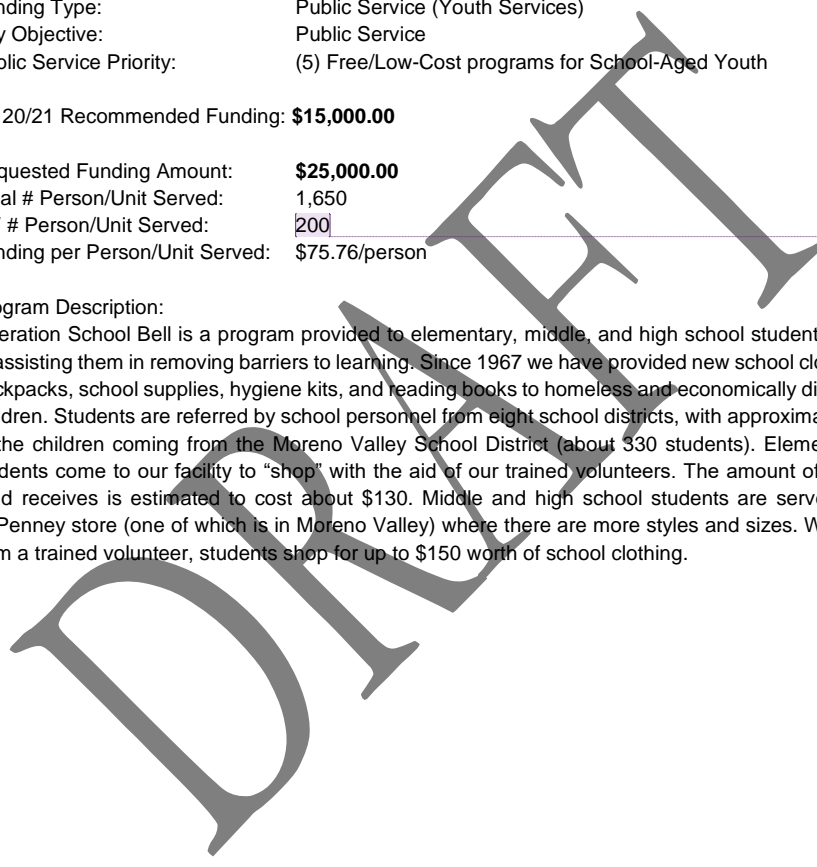 nding Type: Public Service (Youth Services)
y Objective: Public Service
blic Service Priority: (5) Free/Low-Cost programs for School-Aged Youth
20/21 Recommended Funding: $15,000.00
quested Funding Amount: $25,000.00
al # Person/Unit Served: 1,650
# Person/Unit Served: 200
nding per Person/Unit Served: $75.76/person
ogram Description:
eration School Bell is a program provided to elementary, middle, and high school student
assisting them in removing barriers to learning. Since 1967 we have provided new school clo
ckpacks, school supplies, hygiene kits, and reading books to homeless and economically di
ldren. Students are referred by school personnel from eight school districts, with approxima
the children coming from the Moreno Valley School District (about 330 students). Eleme
dents come to our facility to “shop” with the aid of our trained volunteers. The amount of
d receives is estimated to cost about $130. Middle and high school students are serve
Penney store (one of which is in Moreno Valley) where there are more styles and sizes. W
m a trained volunteer, students shop for up to $150 worth of school clothing.
DRAFT